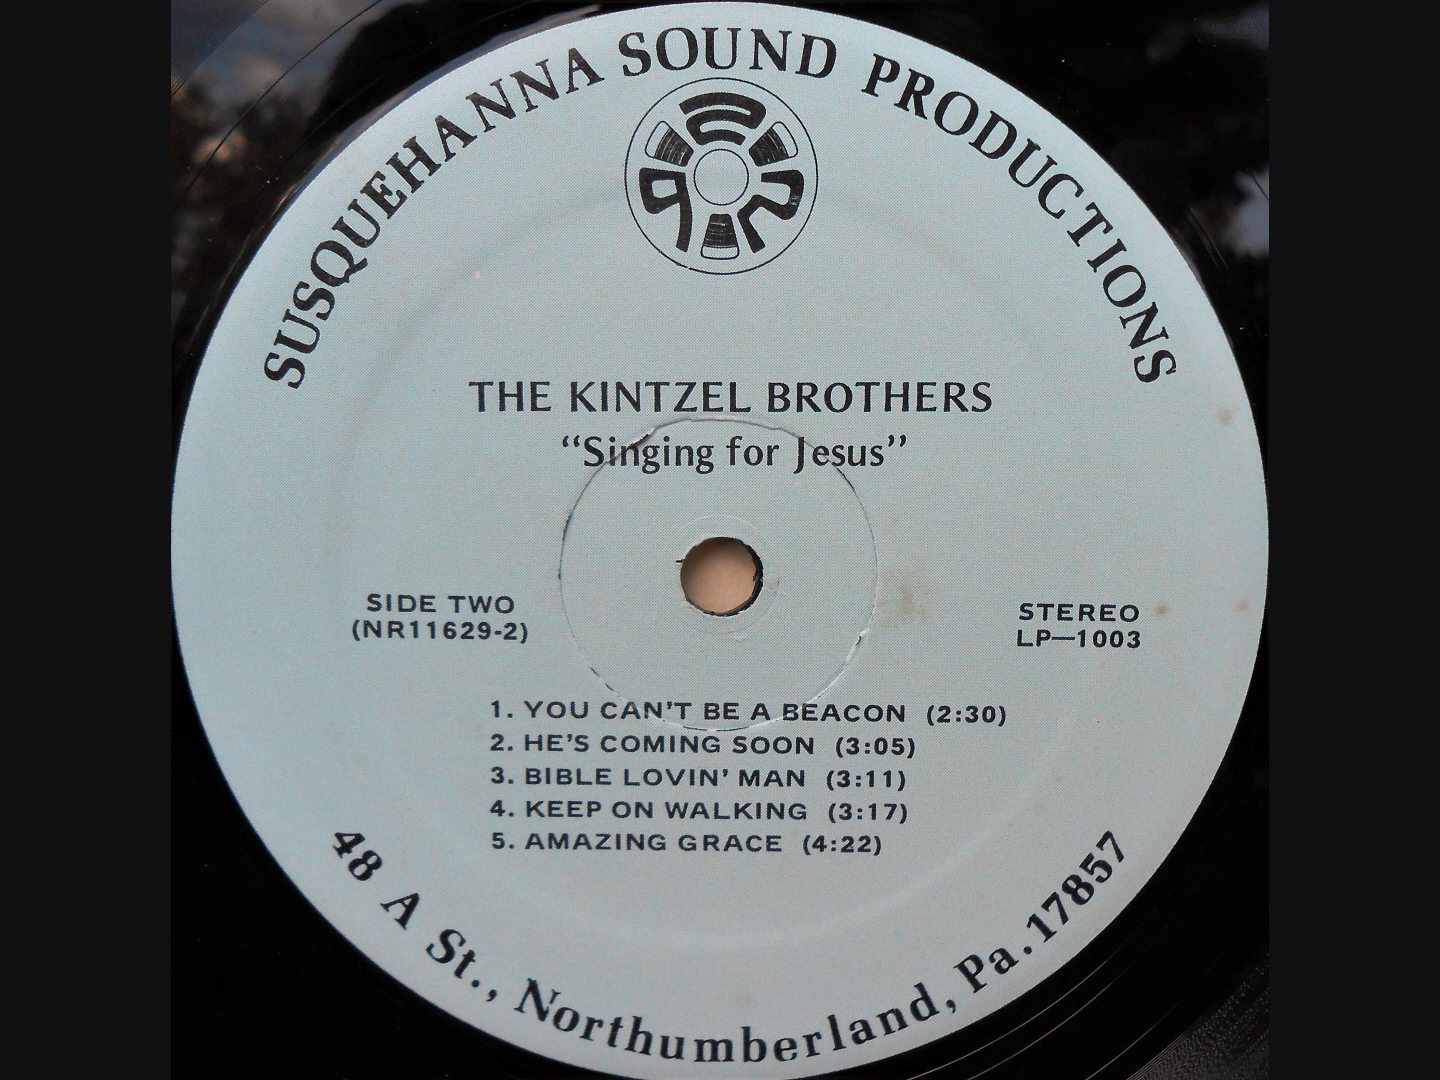 SUSQUEHANNA SOUND PRODUCTIONS
THE KINTZEL BROTHERS
“Singing for Jesus”
SIDE TWO
(NR11629-2)
STEREO
LP—1003
1. YOU CAN'T BE A BEACON (2:30)
2. HE'S COMING SOON (3:05)
3. BIBLE LOVIN' MAN (3:11)
4. KEEP ON WALKING (3:17)
5. AMAZING GRACE (4:22)
48 A St., Northumberland, Pa. 17857